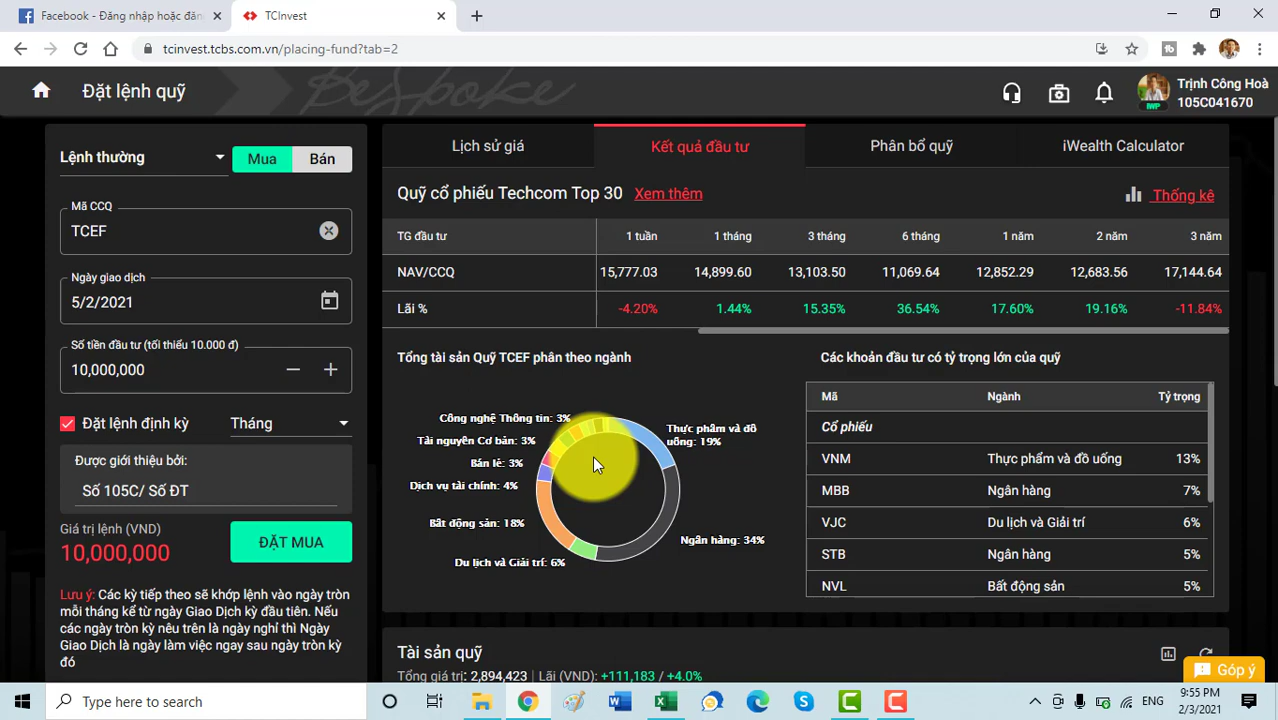 Facebook - Đăng nhập hoặc đăn
TCInvest
tcinvest.tcbs.com.vn/placing-fund?tab=2
Đặt lệnh quỹ
BeSpoke
Trịnh Công Hoà
105C041670
IWP
Lệnh thường
Mua
Bán
Mã CCQ
TCEF
Ngày giao dịch
5/2/2021
Số tiền đầu tư (tối thiểu 10.000 đ)
10,000,000
Đặt lệnh định kỳ
Tháng
Được giới thiệu bởi:
Số 105C/ Số ĐT
Giá trị lệnh (VND)
10,000,000
ĐẶT MUA
Lưu ý: Các kỳ tiếp theo sẽ khớp lệnh vào ngày tròn
mỗi tháng kể từ ngày Giao Dịch kỳ đầu tiên. Nếu
các ngày tròn kỳ nêu trên là ngày nghỉ thì Ngày
Giao Dịch là ngày làm việc ngay sau ngày tròn kỳ
đó
Lịch sử giá
Kết quả đầu tư
Phân bổ quỹ
iWealth Calculator
Quỹ cổ phiếu Techcom Top 30 Xem thêm
Thống kê
TG đầu tư 1 tuần 1 tháng 3 tháng 6 tháng 1 năm 2 năm 3 năm
NAV/CCQ 15,777.03 14,899.60 13,103.50 11,069.64 12,852.29 12,683.56 17,144.64
Lãi % -4.20% 1.44% 15.35% 36.54% 17.60% 19.16% -11.84%
Tổng tài sản Quỹ TCEF phân theo ngành
Công nghệ Thông tin: 3%
Tài nguyên Cơ bản: 3%
Bán lẻ: 3%
Dịch vụ tài chính: 4%
Bất động sản: 18%
Du lịch và Giải trí: 6%
Thực phẩm và đồ
uống: 19%
Ngân hàng: 34%
Các khoản đầu tư có tỷ trọng lớn của quỹ
Mã Ngành Tỷ trọng
Cổ phiếu
VNM Thực phẩm và đồ uống 13%
MBB Ngân hàng 7%
VJC Du lịch và Giải trí 6%
STB Ngân hàng 5%
NVL Bất động sản 5%
Tài sản quỹ
Tổng giá trị: 2,894,423 | Lãi (VND): +111,183 / +4.0%
Góp ý
Type here to search
ENG
9:55 PM
2/3/2021